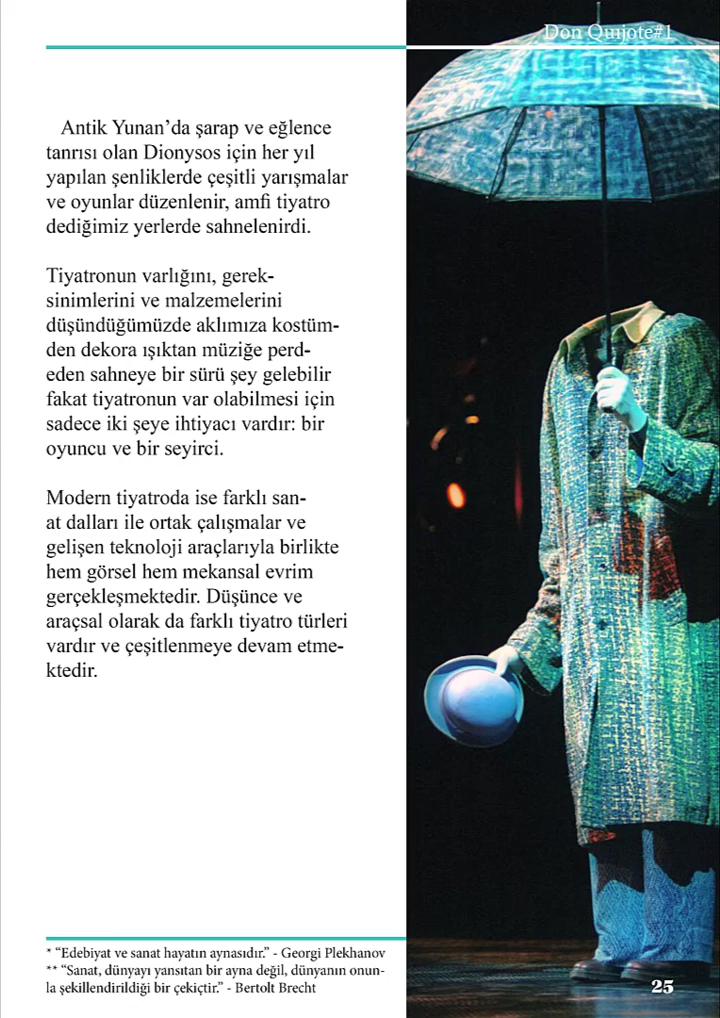 Don Quijote#1
Antik Yunan’da şarap ve eğlence
tanrısı olan Dionysos için her yıl
yapılan şenliklerde çeşitli yarışmalar
ve oyunlar düzenlenir, amfi tiyatro
dediğimiz yerlerde sahnelenirdi.
Tiyatronun varlığını, gerek-
sinimlerini ve malzemelerini
düşündüğümüzde aklımıza kostüm-
den dekora ışıktan müziğe perd-
eden sahneye bir sürü şey gelebilir
fakat tiyatronun var olabilmesi için
sadece iki şeye ihtiyacı vardır: bir
oyuncu ve bir seyirci.
Modern tiyatroda ise farklı san-
at dalları ile ortak çalışmalar ve
gelişen teknoloji araçlarıyla birlikte
hem görsel hem mekansal evrim
gerçekleşmektedir. Düşünce ve
araçsal olarak da farklı tiyatro türleri
vardır ve çeşitlenmeye devam etme-
ktedir.
* “Edebiyat ve sanat hayatın aynasıdır.” - Georgi Plekhanov
** “Sanat, dünyayı yansıtan bir ayna değil, dünyanın onun-
la şekillendirildiği bir çekiçtir.” - Bertolt Brecht
25